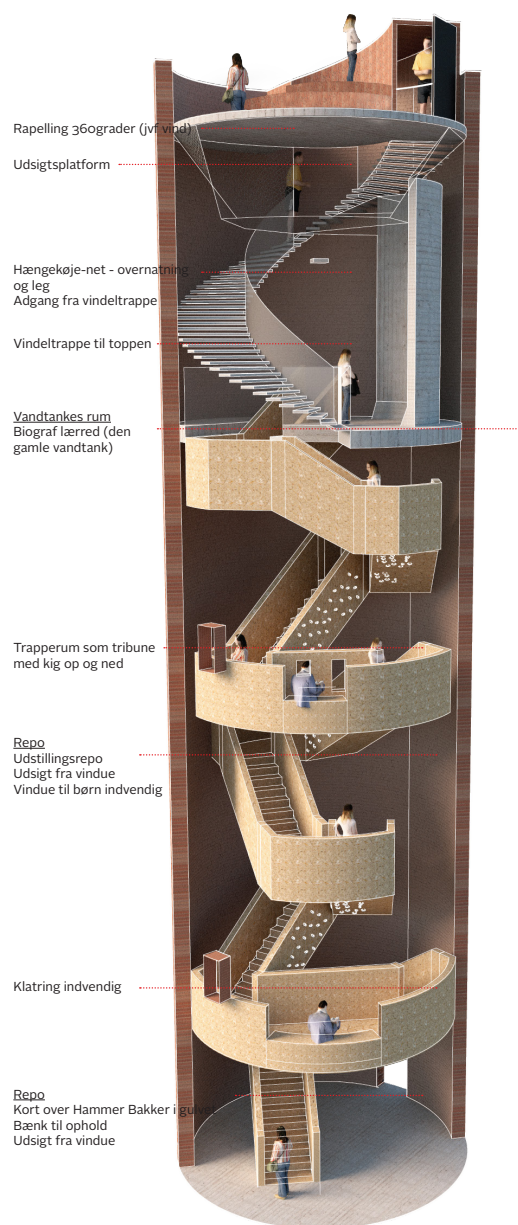 Rapelling 360grader (jvf vind)
Udsigtsplatform
Hængekøje-net - overnatning
og leg
Adgang fra vindeltrappe
Vindeltrappe til toppen
Vandtankes rum
Biograf lærred (den
gamle vandtank)
Trapperum som tribune
med kig op og ned
Repo
Udstillingsrepo
Udsigt fra vindue
Vindue til børn indvendig
Klatring indvendig
Repo
Kort over Hammer Bakker i gulvet
Bænk til ophold
Udsigt fra vindue